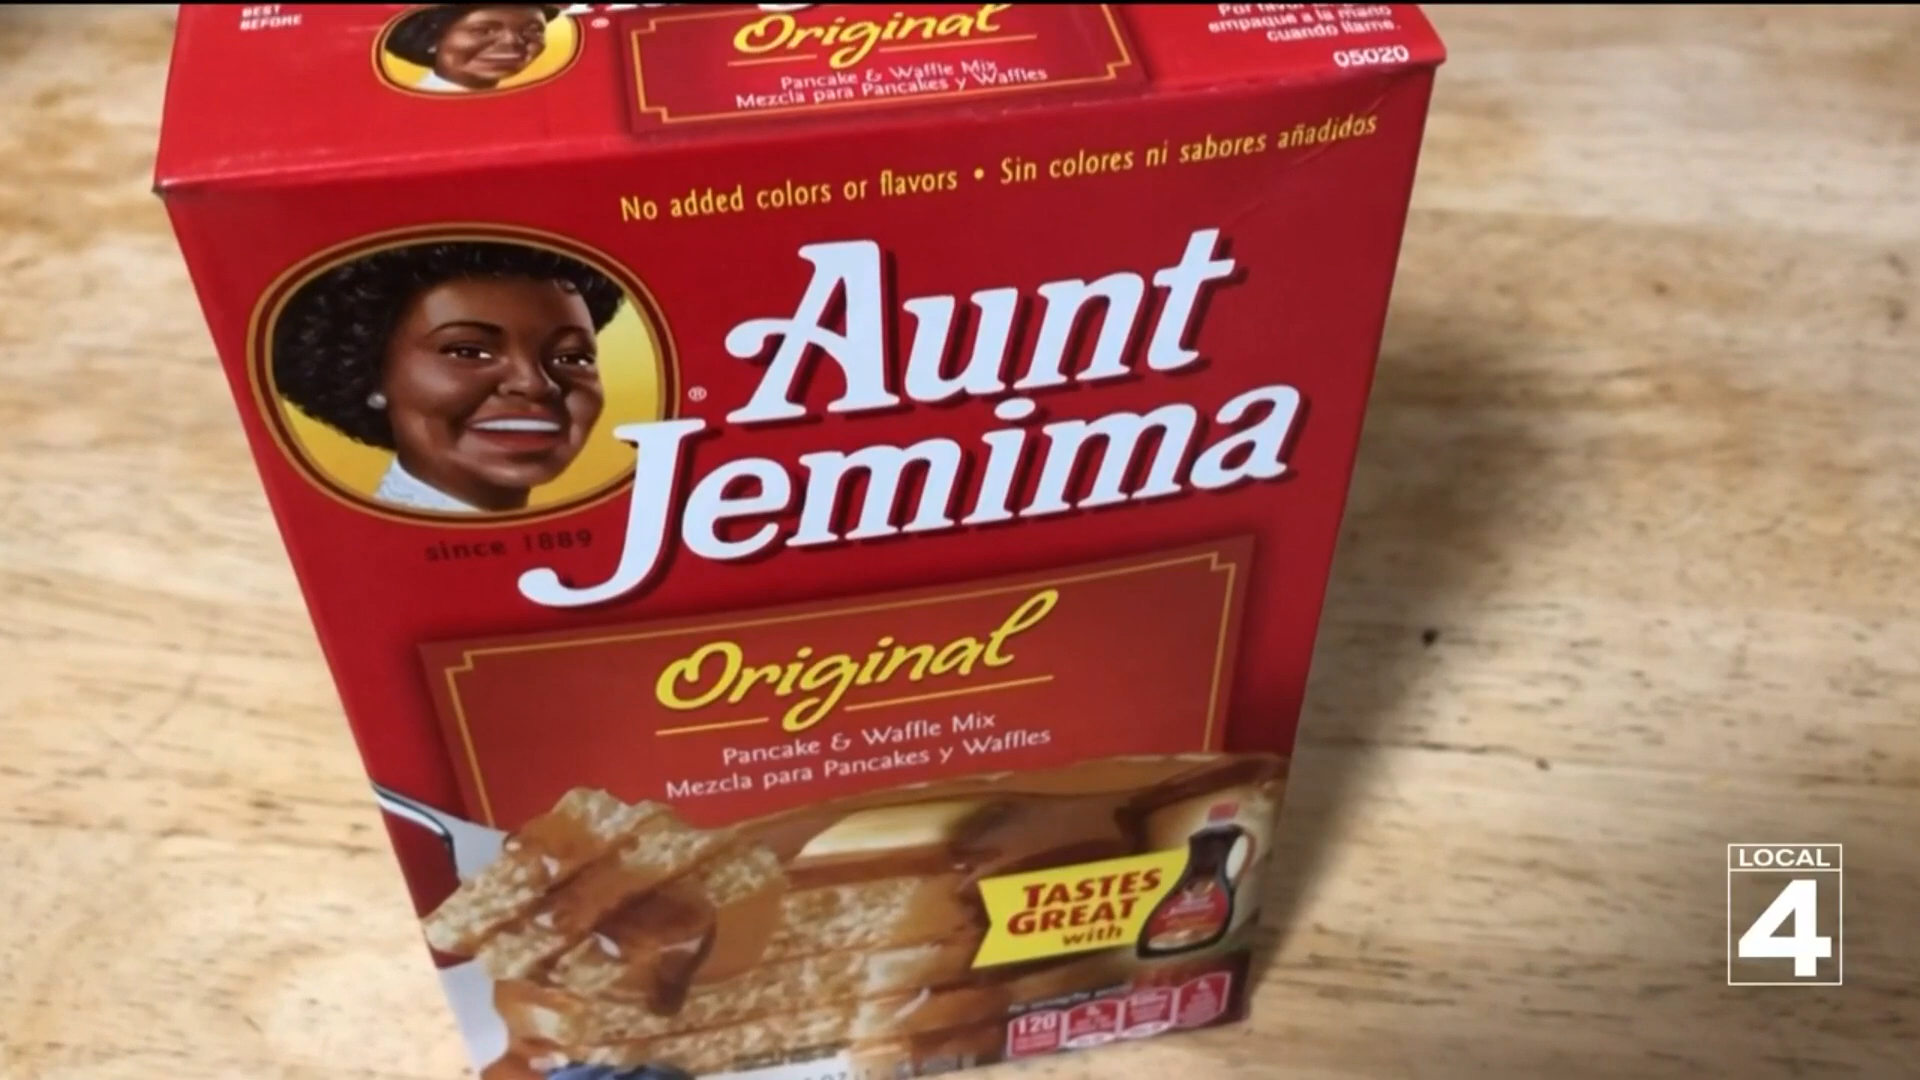 BEST
BEFORE
®
Original
Pancake & Waffle Mix
Mezcla para Pancakes y Waffles
empaque a la mano
cuando llame.
05020
No added colors or flavors • Sin colores ni sabores añadidos
Aunt
®
Jemima
since 1889
Original
Pancake & Waffle Mix
Mezcla para Pancakes y Waffles
TASTES
GREAT
with
120
LOCAL
4